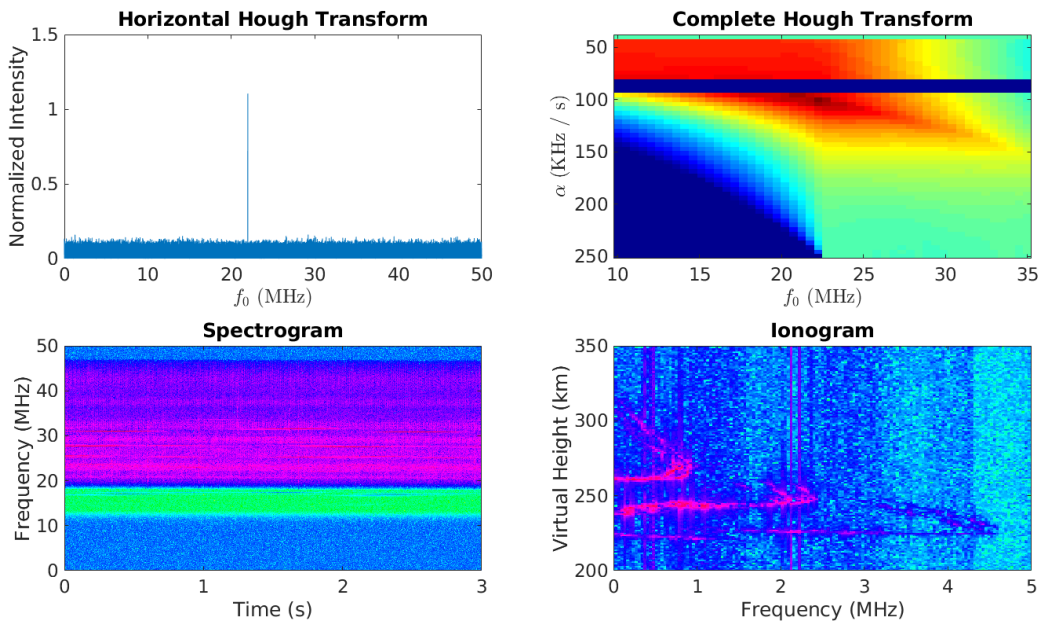 Horizontal Hough Transform
Normalized Intensity
1.5
1
0.5
0
0 10 20 30 40 50
f0 (MHz)
Complete Hough Transform
α (KHz / s)
50
100
150
200
250
10 15 20 25 30 35
f0 (MHz)
Spectrogram
Frequency (MHz)
50
40
30
20
10
0
0 1 2 3
Time (s)
Ionogram
Virtual Height (km)
350
300
250
200
0 1 2 3 4 5
Frequency (MHz)